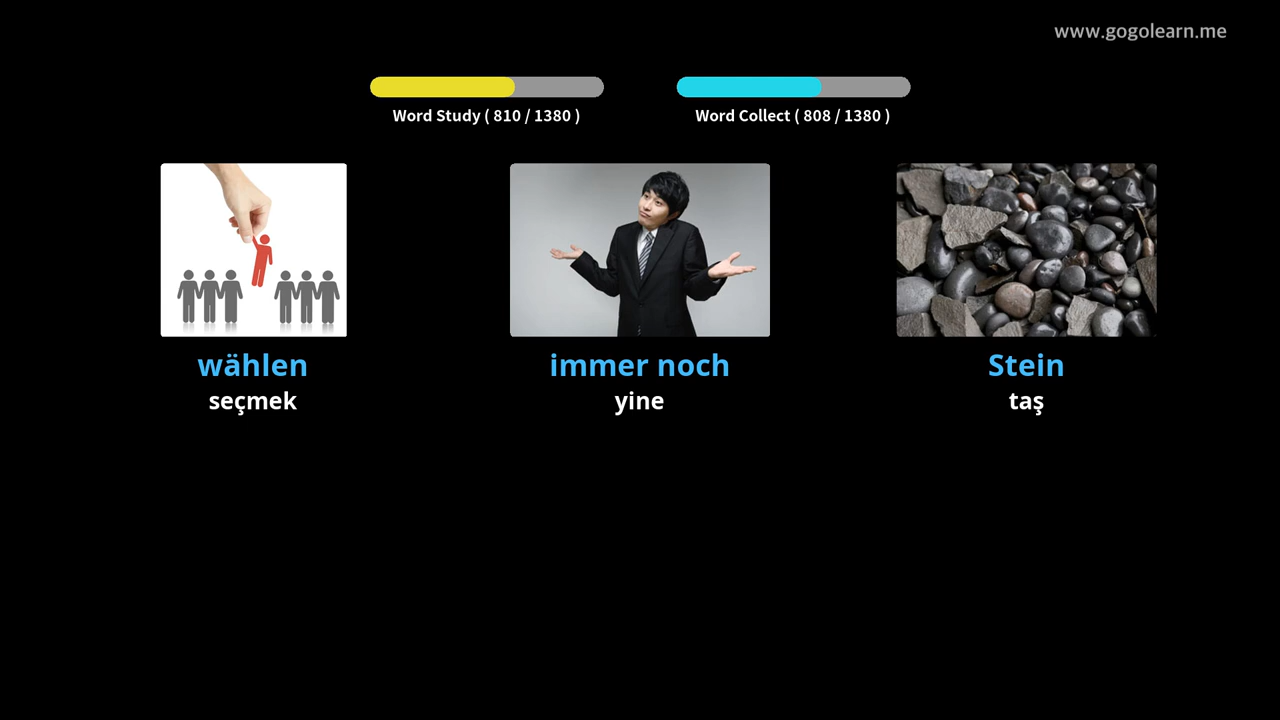 www.gogolearn.me
Word Study ( 810 / 1380 )
Word Collect ( 808 / 1380 )
wählen
seçmek
immer noch
yine
Stein
taş